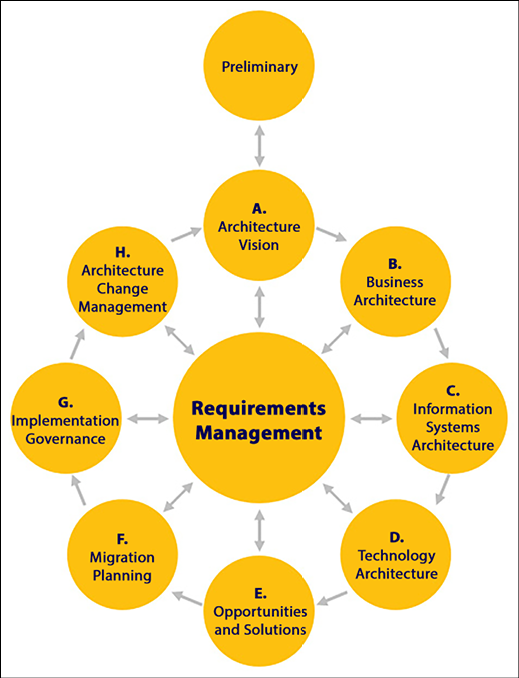 Preliminary
A.
Architecture
Vision
B.
Business
Architecture
C.
Information
Systems
Architecture
D.
Technology
Architecture
E.
Opportunities
and Solutions
F.
Migration
Planning
G.
Implementation
Governance
H.
Architecture
Change
Management
Requirements
Management